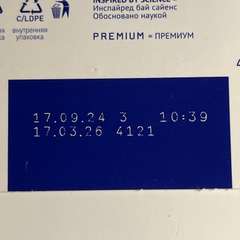 INSPIRED BY SCIENCE =
C/LDPE
Инспайред бай сайенс
внутренняя
Обосновано наукой
упаковка
PREMIUM = ПРЕМИУМ
17.09.24 3 10:39
17.03.26 4121